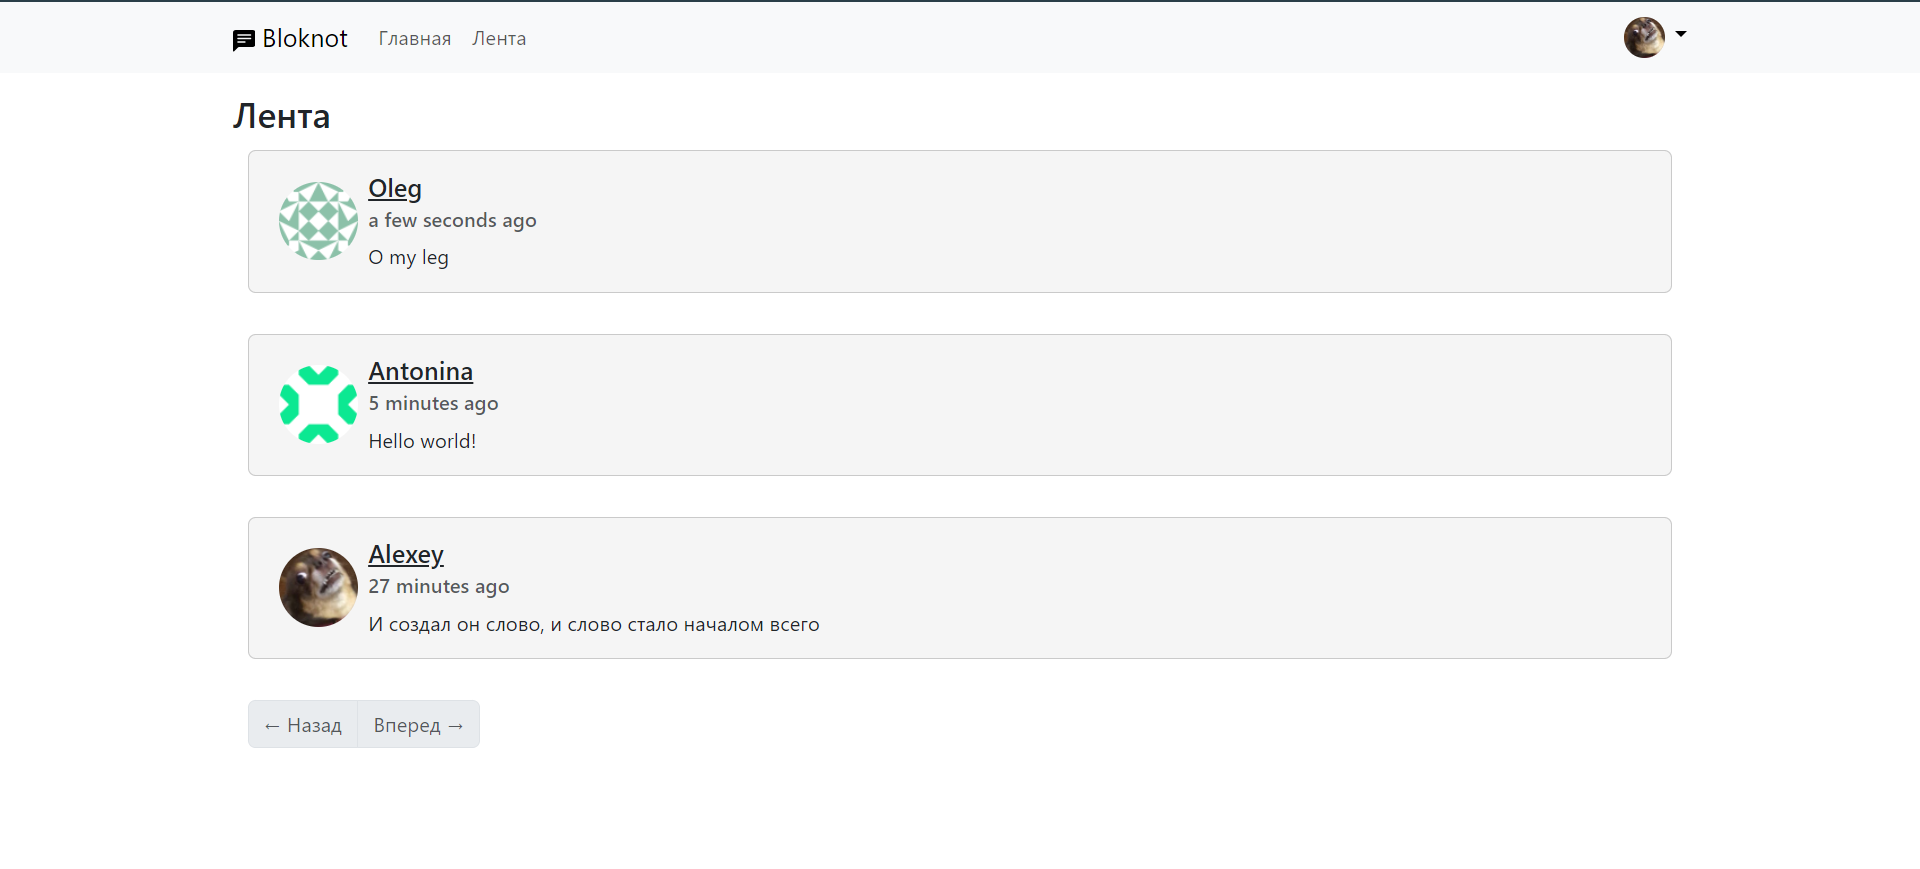 Bloknot Главная Лента
Лента
Oleg
a few seconds ago
O my leg
Antonina
5 minutes ago
Hello world!
Alexey
27 minutes ago
И создал он слово, и слово стало началом всего
← Назад Вперед →